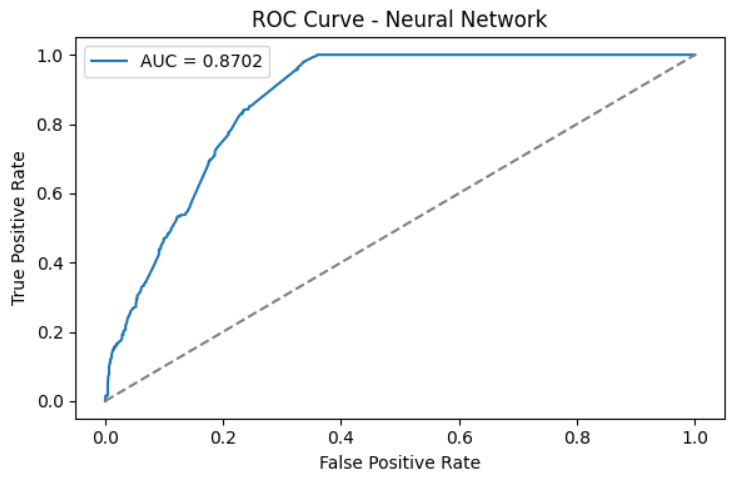 ROC Curve - Neural Network
AUC = 0.8702
True Positive Rate
1.0
0.8
0.6
0.4
0.2
0.0
0.0 0.2 0.4 0.6 0.8 1.0
False Positive Rate